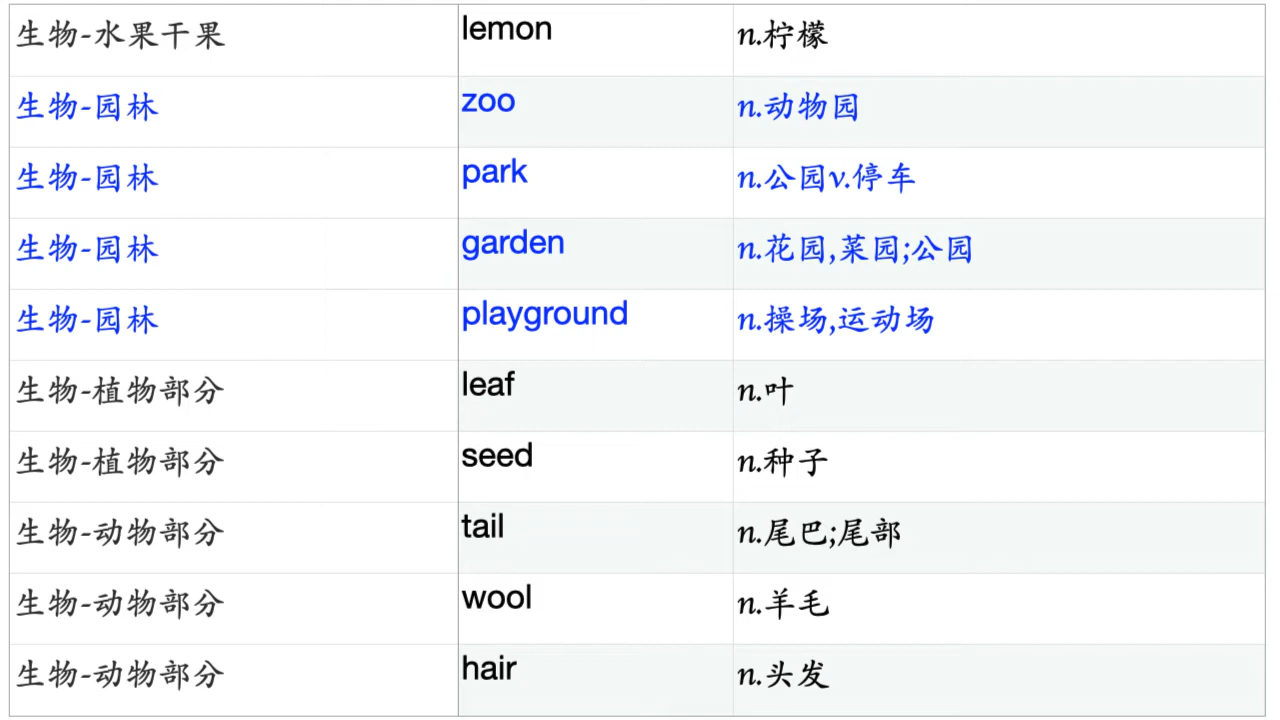 生物-水果干果 lemon n.柠檬
生物-园林 zoo n.动物园
生物-园林 park n.公园v.停车
生物-园林 garden n.花园,菜园;公园
生物-园林 playground n.操场,运动场
生物-植物部分 leaf n.叶
生物-植物部分 seed n.种子
生物-动物部分 tail n.尾巴;尾部
生物-动物部分 wool n.羊毛
生物-动物部分 hair n.头发